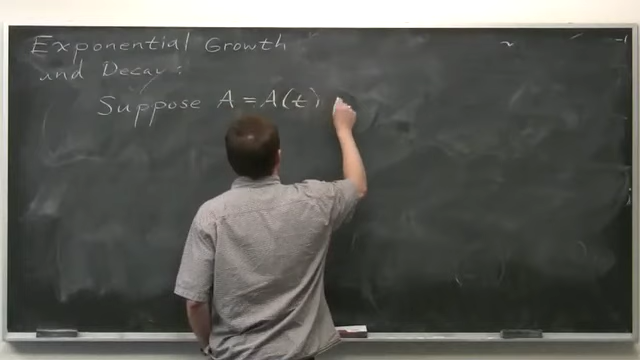 Exponential Growth
and Decay:
Suppose A = A(t)